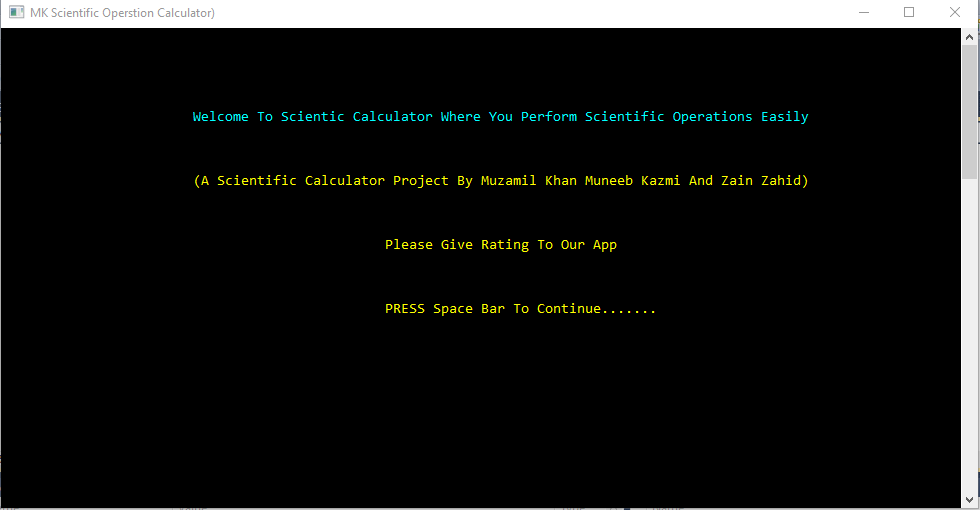 MK Scientific Operstion Calculator)
Welcome To Scientic Calculator Where You Perform Scientific Operations Easily
(A Scientific Calculator Project By Muzamil Khan Muneeb Kazmi And Zain Zahid)
Please Give Rating To Our App
PRESS Space Bar To Continue.......